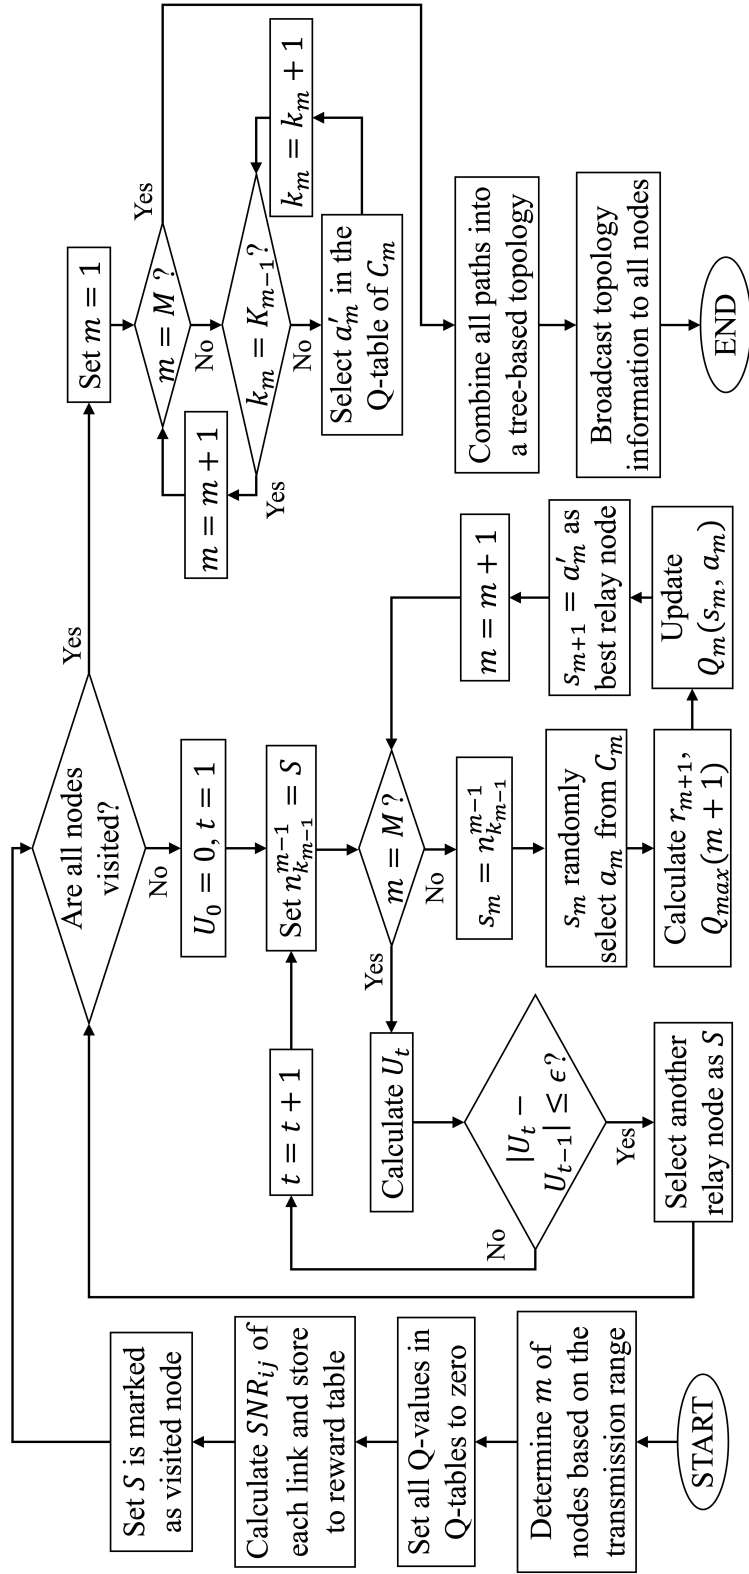 START
Determine m of
nodes based on the
transmission range
Set all Q-values in
Q-tables to zero
Calculate SNR_{ij} of
each link and store
to reward table
Set S is marked
as visited node
Are all nodes
visited?
Yes
No
U_0 = 0, t = 1
t = t + 1
Set n^{m-1}_{k_{m-1}} = S
m = M ?
Yes
No
Calculate U_t
|U_t −
U_{t-1}| ≤ ϵ?
No
Yes
Select another
relay node as S
s_m = n^{m-1}_{k_{m-1}}
s_m randomly
select a_m from C_m
Calculate r_{m+1},
Q_{max}(m + 1)
Update
Q_m(s_m, a_m)
s_{m+1} = a'_m as
best relay node
m = m + 1
Set m = 1
m = M ?
Yes
No
m = m + 1
k_m = K_{m-1}?
Yes
No
k_m = k_m + 1
Select a'_m in the
Q-table of C_m
Combine all paths into
a tree-based topology
Broadcast topology
information to all nodes
END